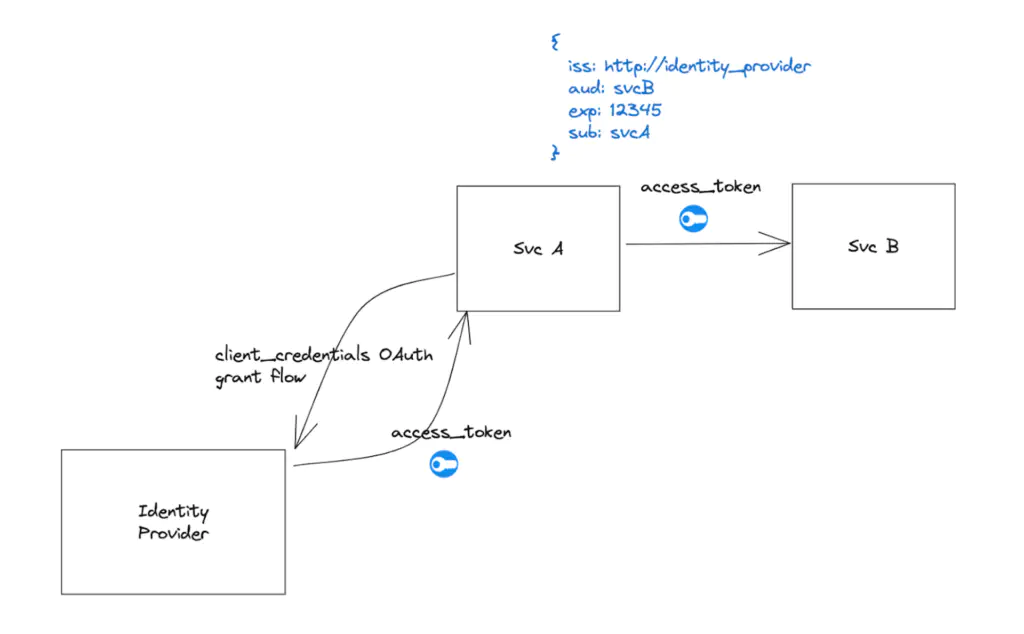 {
iss: http://identity_provider
aud: svcB
exp: 12345
sub: svcA
}
access_token
Svc A
Svc B
client_credentials OAuth
grant flow
access_token
Identity
Provider